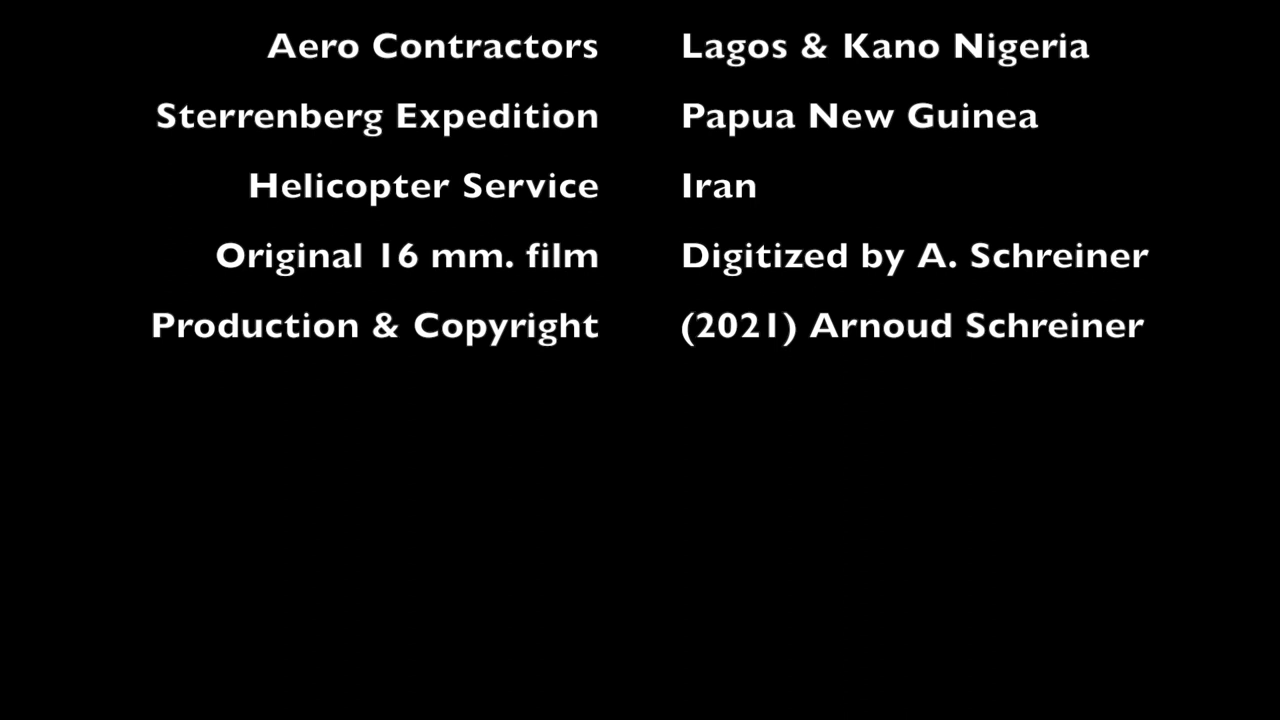 Aero Contractors Lagos & Kano Nigeria
Sterrenberg Expedition Papua New Guinea
Helicopter Service Iran
Original 16 mm. film Digitized by A. Schreiner
Production & Copyright (2021) Arnoud Schreiner